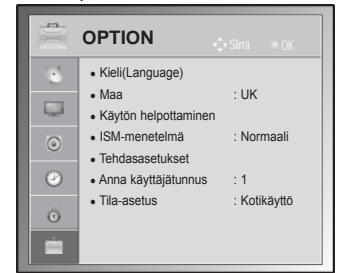 OPTION
Siirrä OK
• Kieli(Language)
• Maa : UK
• Käytön helpottaminen
• ISM-menetelmä : Normaali
• Tehdasasetukset
• Anna käyttäjätunnus : 1
• Tila-asetus : Kotikäyttö